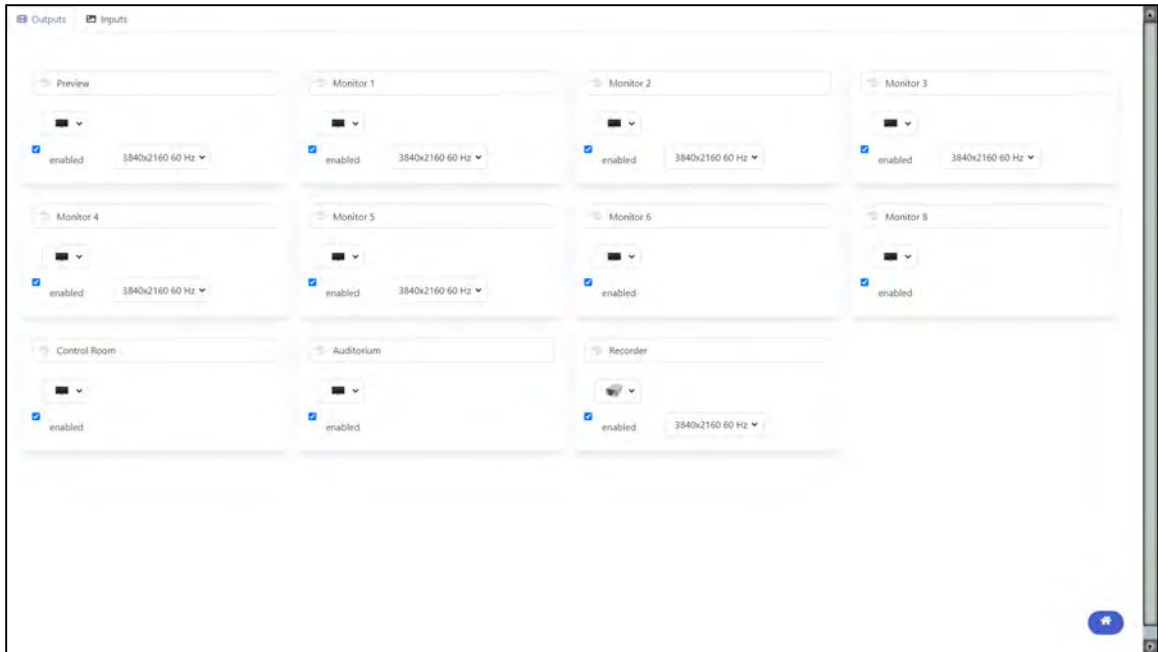 Outputs Inputs
Preview Monitor 1 Monitor 2 Monitor 3
enabled 3840x2160 60 Hz enabled 3840x2160 60 Hz enabled 3840x2160 60 Hz enabled 3840x2160 60 Hz
Monitor 4 Monitor 5 Monitor 6 Monitor 8
enabled 3840x2160 60 Hz enabled 3840x2160 60 Hz enabled enabled
Control Room Auditorium Recorder
enabled enabled enabled 3840x2160 60 Hz